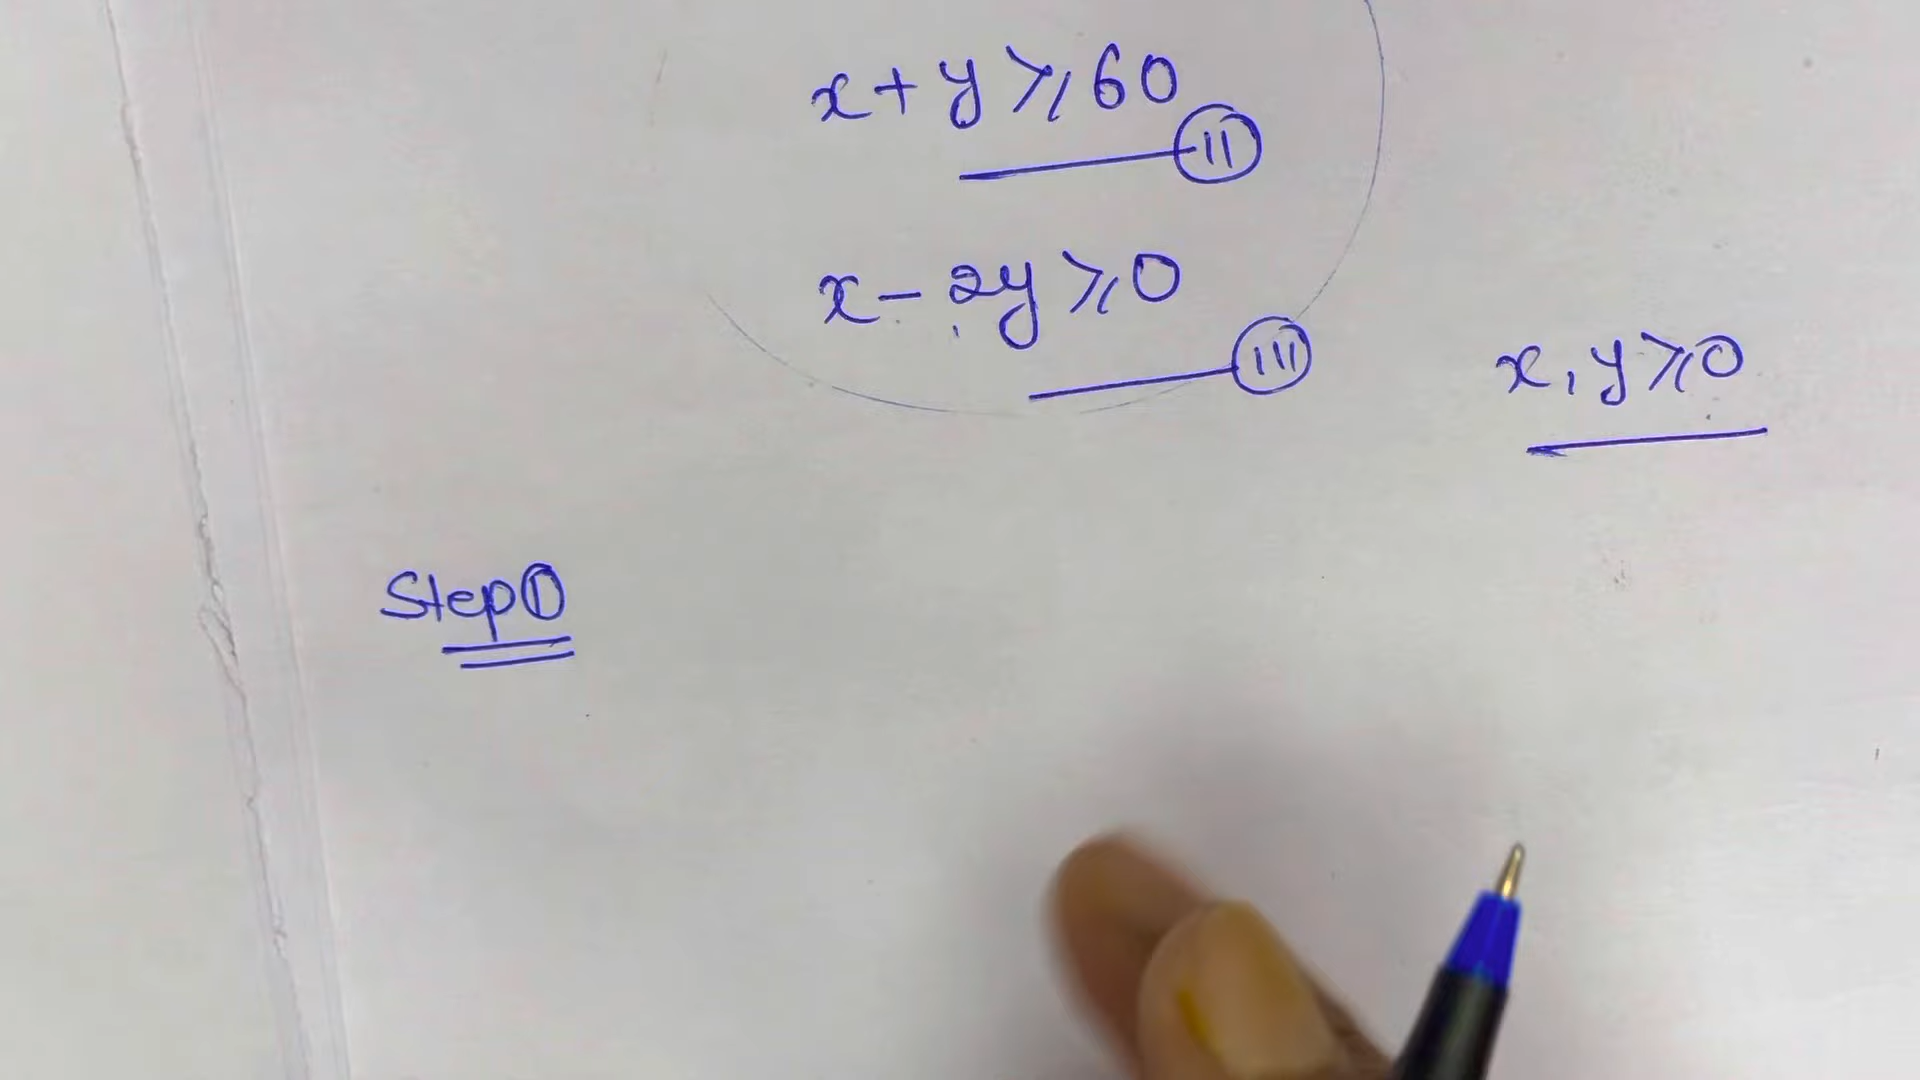 x + y ≥ 60
II
x - 2y ≥ 0
III
x, y ≥ 0
Step 1